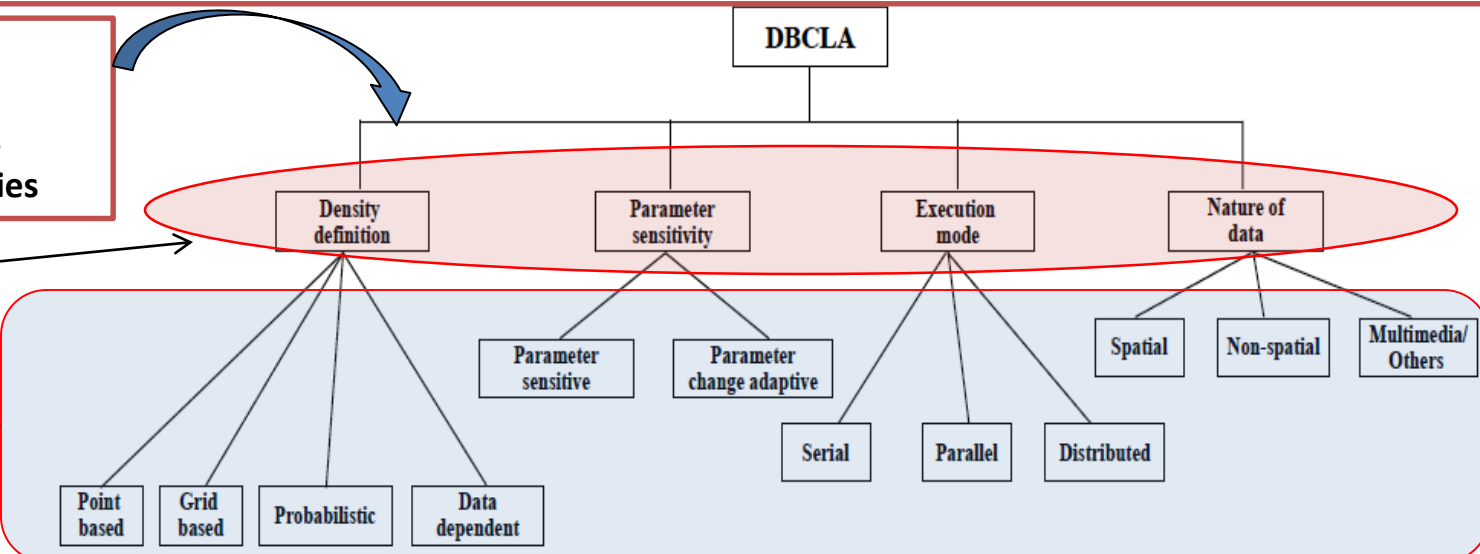 DBCLA
ies
Density
definition
Parameter
sensitivity
Execution
mode
Nature of
data
Parameter
sensitive
Parameter
change adaptive
Spatial
Non-spatial
Multimedia/
Others
Serial
Parallel
Distributed
Point
based
Grid
based
Probabilistic
Data
dependent